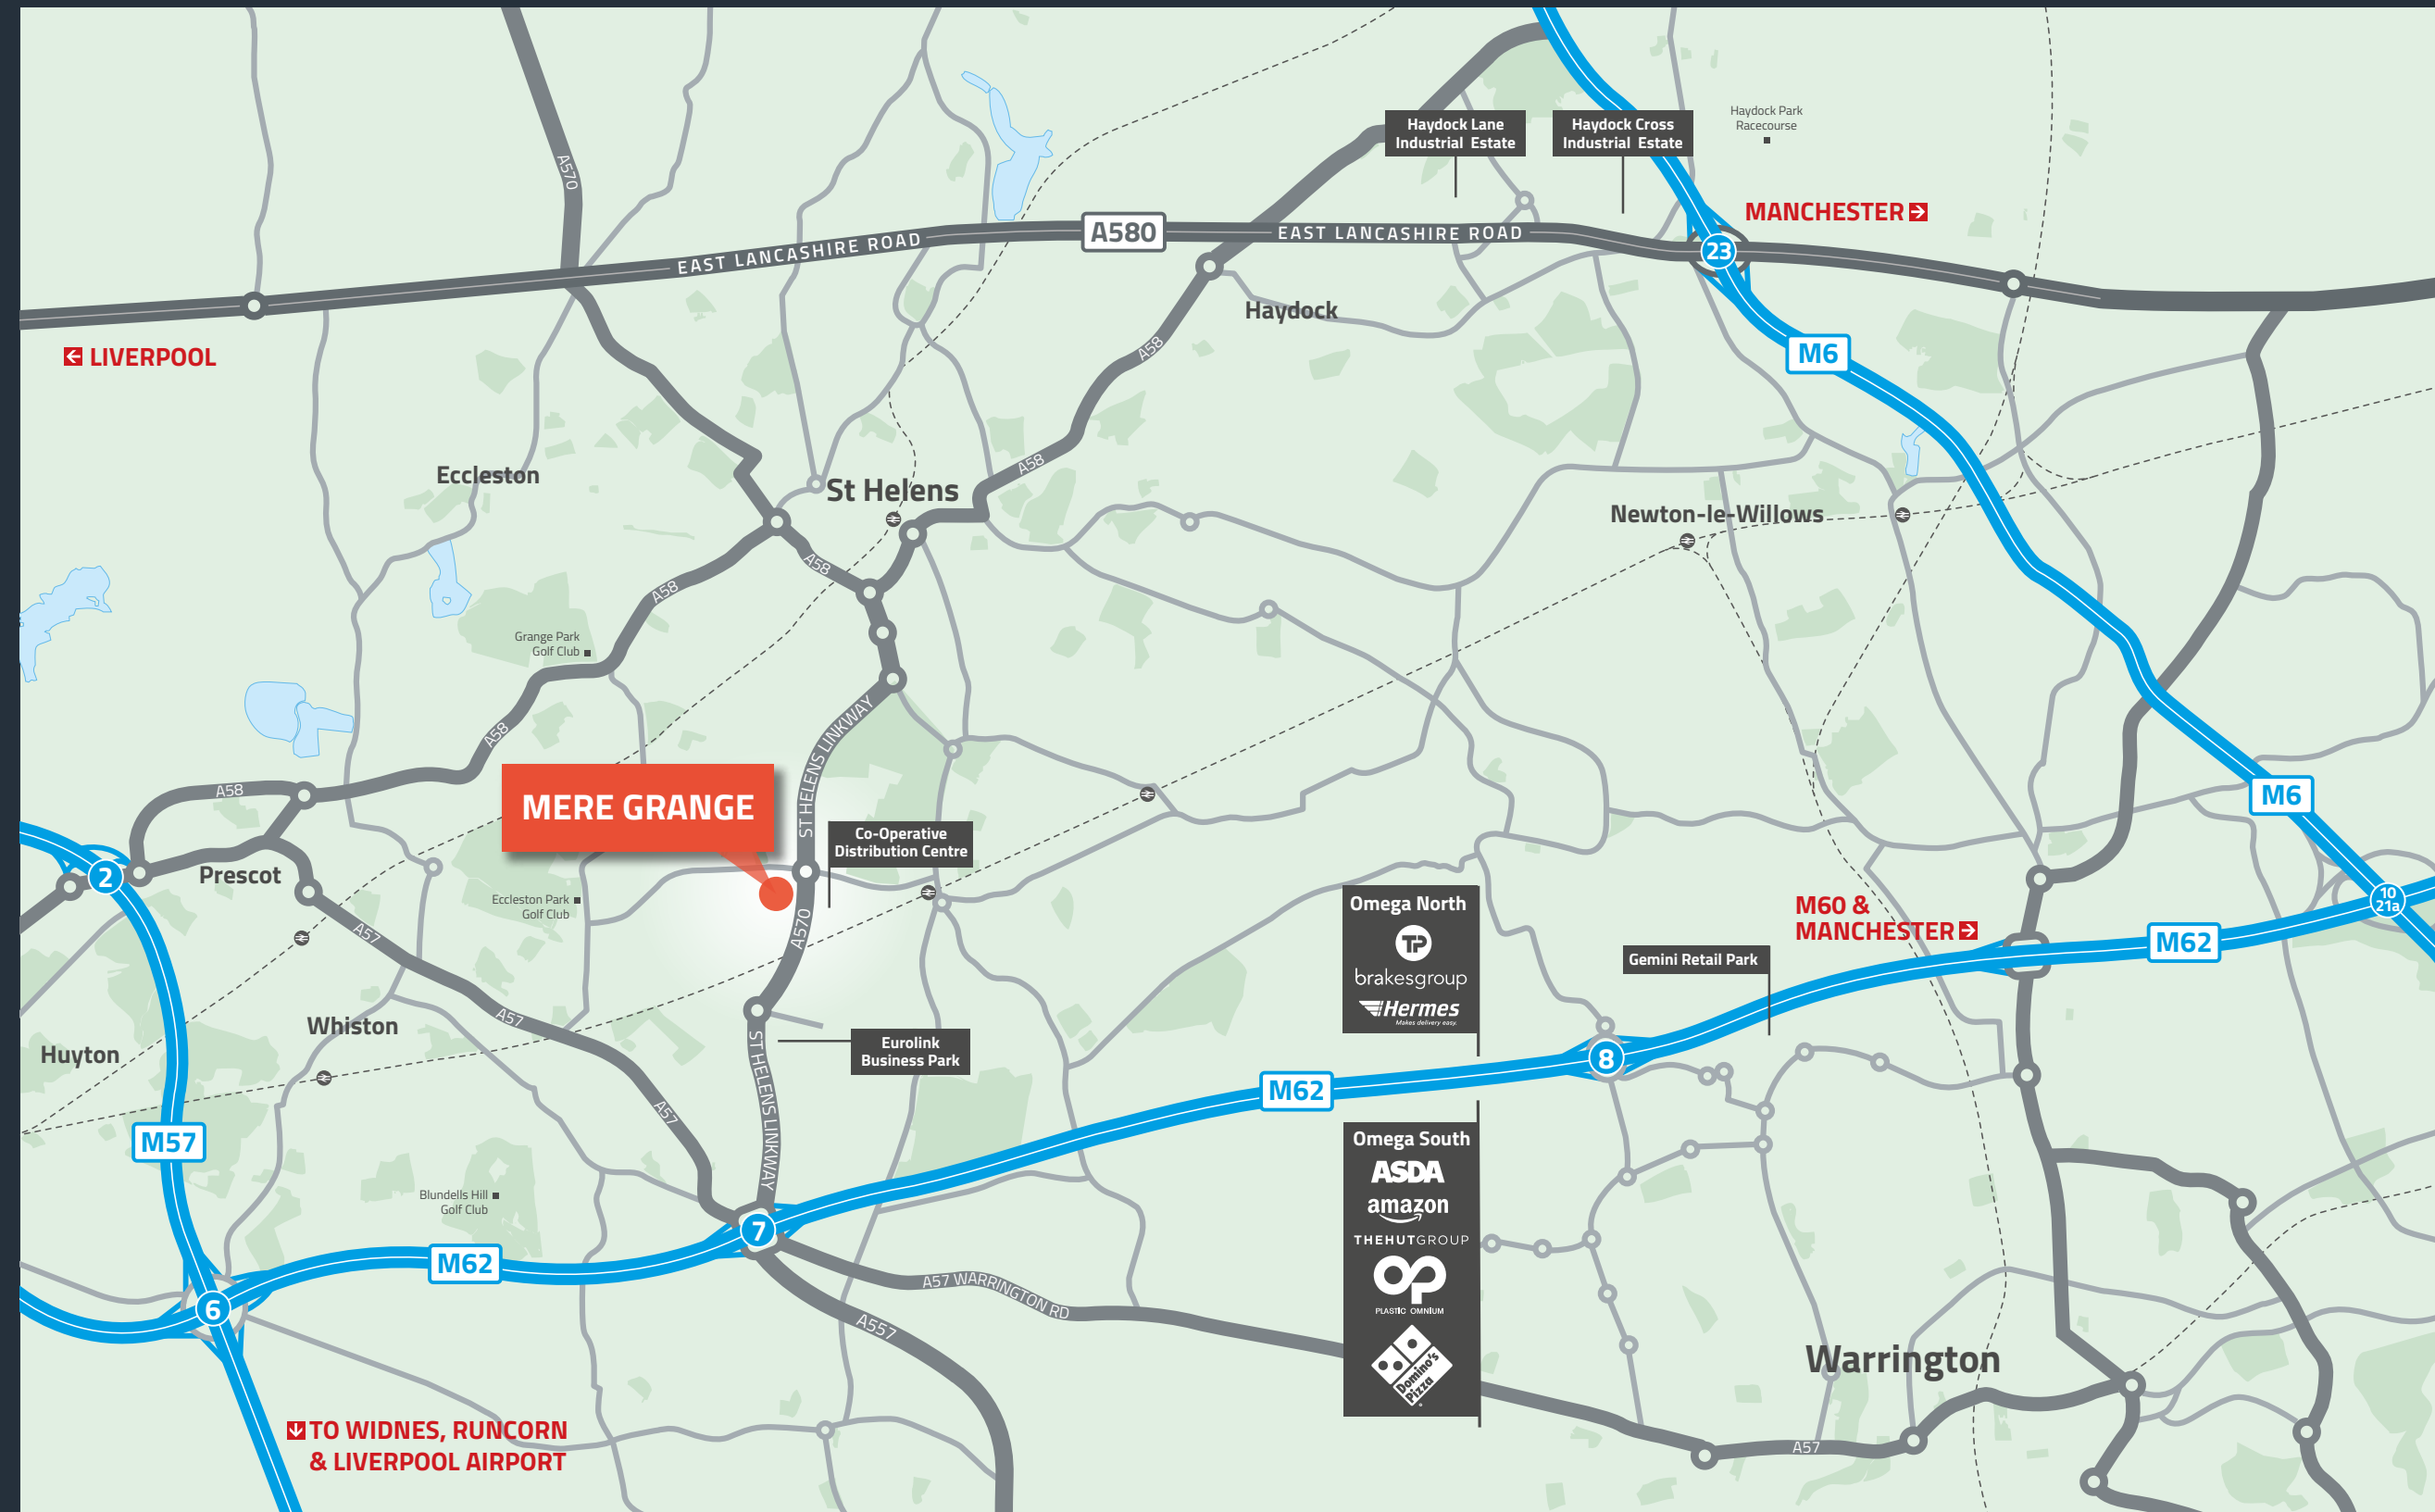 A570
Haydock Lane
Industrial Estate
Haydock Cross
Industrial Estate
Haydock Park
Racecourse
MANCHESTER
EAST LANCASHIRE ROAD
A580
EAST LANCASHIRE ROAD
23
Haydock
LIVERPOOL
A58
M6
Eccleston
A58
St Helens
Newton-le-Willows
A58
A58
Grange Park
Golf Club
A58
ST HELENS LINKWAY
MERE GRANGE
A58
M6
Co-Operative
Distribution Centre
2
Prescot
Eccleston Park
Golf Club
A57
A570
Omega North
TP
brakesgroup
Hermes
Makes delivery easy.
M60 &
MANCHESTER
10
21a
M62
Gemini Retail Park
Whiston
A57
Huyton
Eurolink
Business Park
8
M62
ST HELENS LINKWAY
A57
M57
Omega South
ASDA
amazon
THEHUTGROUP
OP
PLASTIC OMNIUM
Domino's
Pizza
Blundells Hill
Golf Club
7
M62
A57 WARRINGTON RD
6
A557
Warrington
TO WIDNES, RUNCORN
& LIVERPOOL AIRPORT
A57